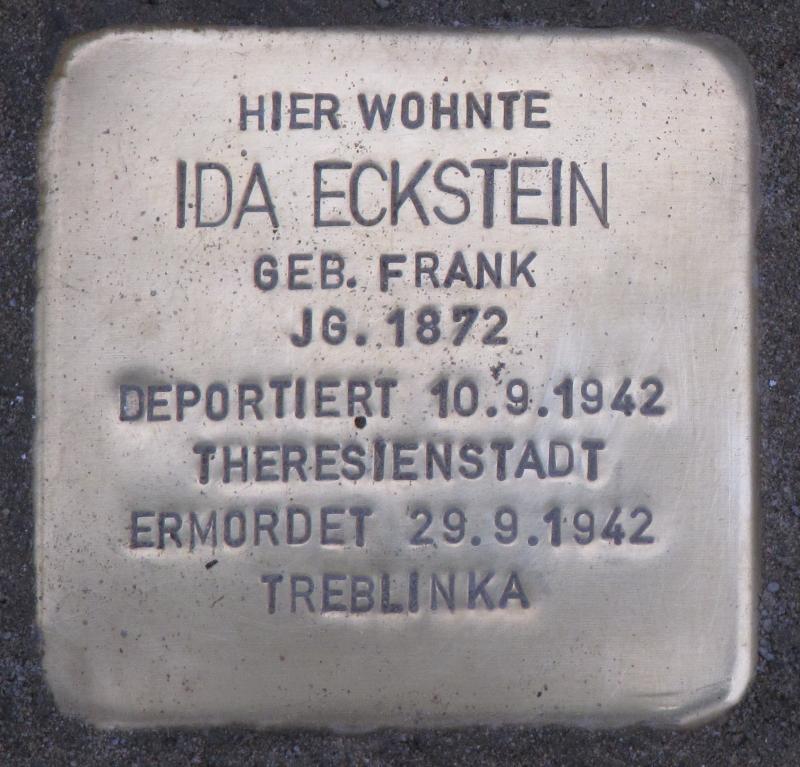 HIER WOHNTE
IDA ECKSTEIN
GEB. FRANK
JG. 1872
DEPORTIERT 10.9.1942
THERESIENSTADT
ERMORDET 29.9.1942
TREBLINKA